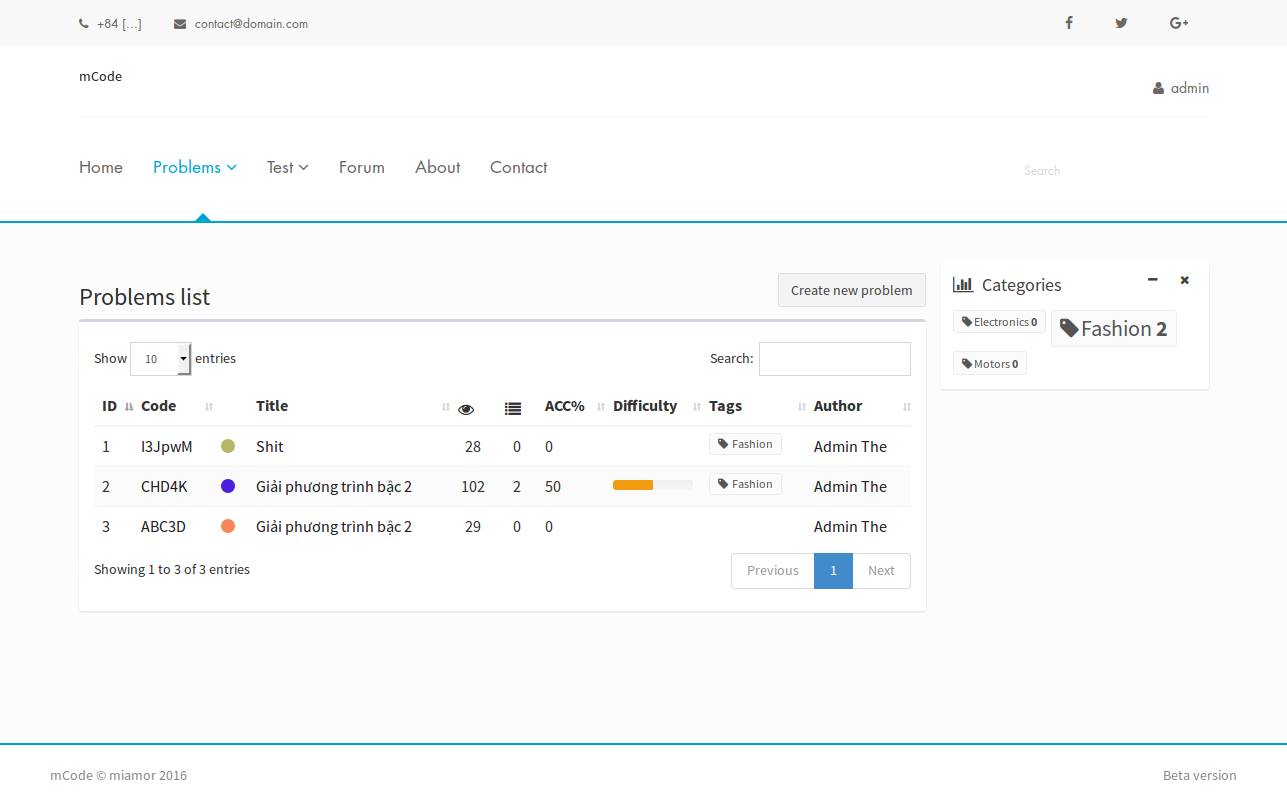 +84 [...] contact@domain.com
mCode
admin
Home Problems Test Forum About Contact Search
Problems list Create new problem
Categories
Electronics 0 Fashion 2
Motors 0
Show 10 entries Search:
ID Code Title ACC% Difficulty Tags Author
1 I3JpwM Shit 28 0 0 Fashion Admin The
2 CHD4K Giải phương trình bậc 2 102 2 50 Fashion Admin The
3 ABC3D Giải phương trình bậc 2 29 0 0 Admin The
Showing 1 to 3 of 3 entries Previous 1 Next
mCode © miamor 2016 Beta version